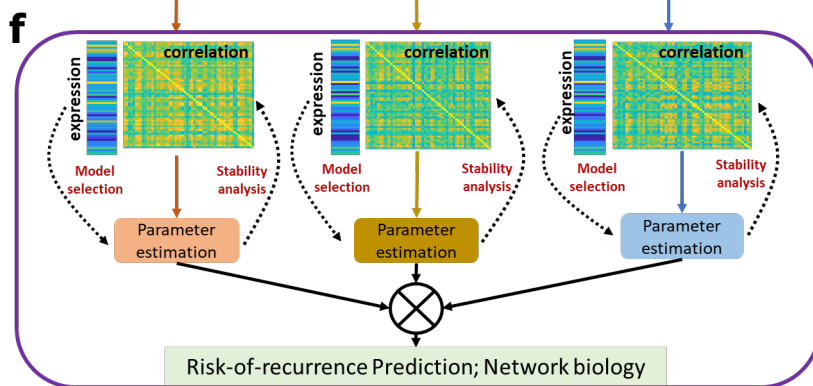 f
expression
correlation
Model
selection
Stability
analysis
Parameter
estimation
expression
correlation
Model
selection
Stability
analysis
Parameter
estimation
expression
correlation
Model
selection
Stability
analysis
Parameter
estimation
Risk-of-recurrence Prediction; Network biology